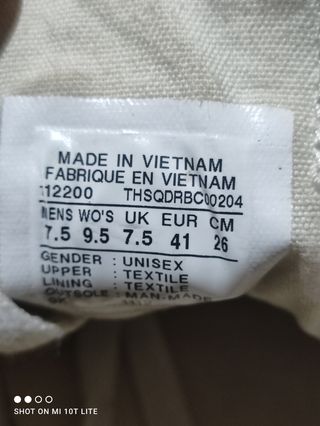 MADE IN VIETNAM
FABRIQUE EN VIETNAM
112200 THSQDRBC00204
MENS WO'S UK EUR CM
7.5 9.5 7.5 41 26
GENDER : UNISEX
UPPER : TEXTILE
LINING : TEXTILE
OUTSOLE : MAN-MADE
SHOT ON MI 10T LITE